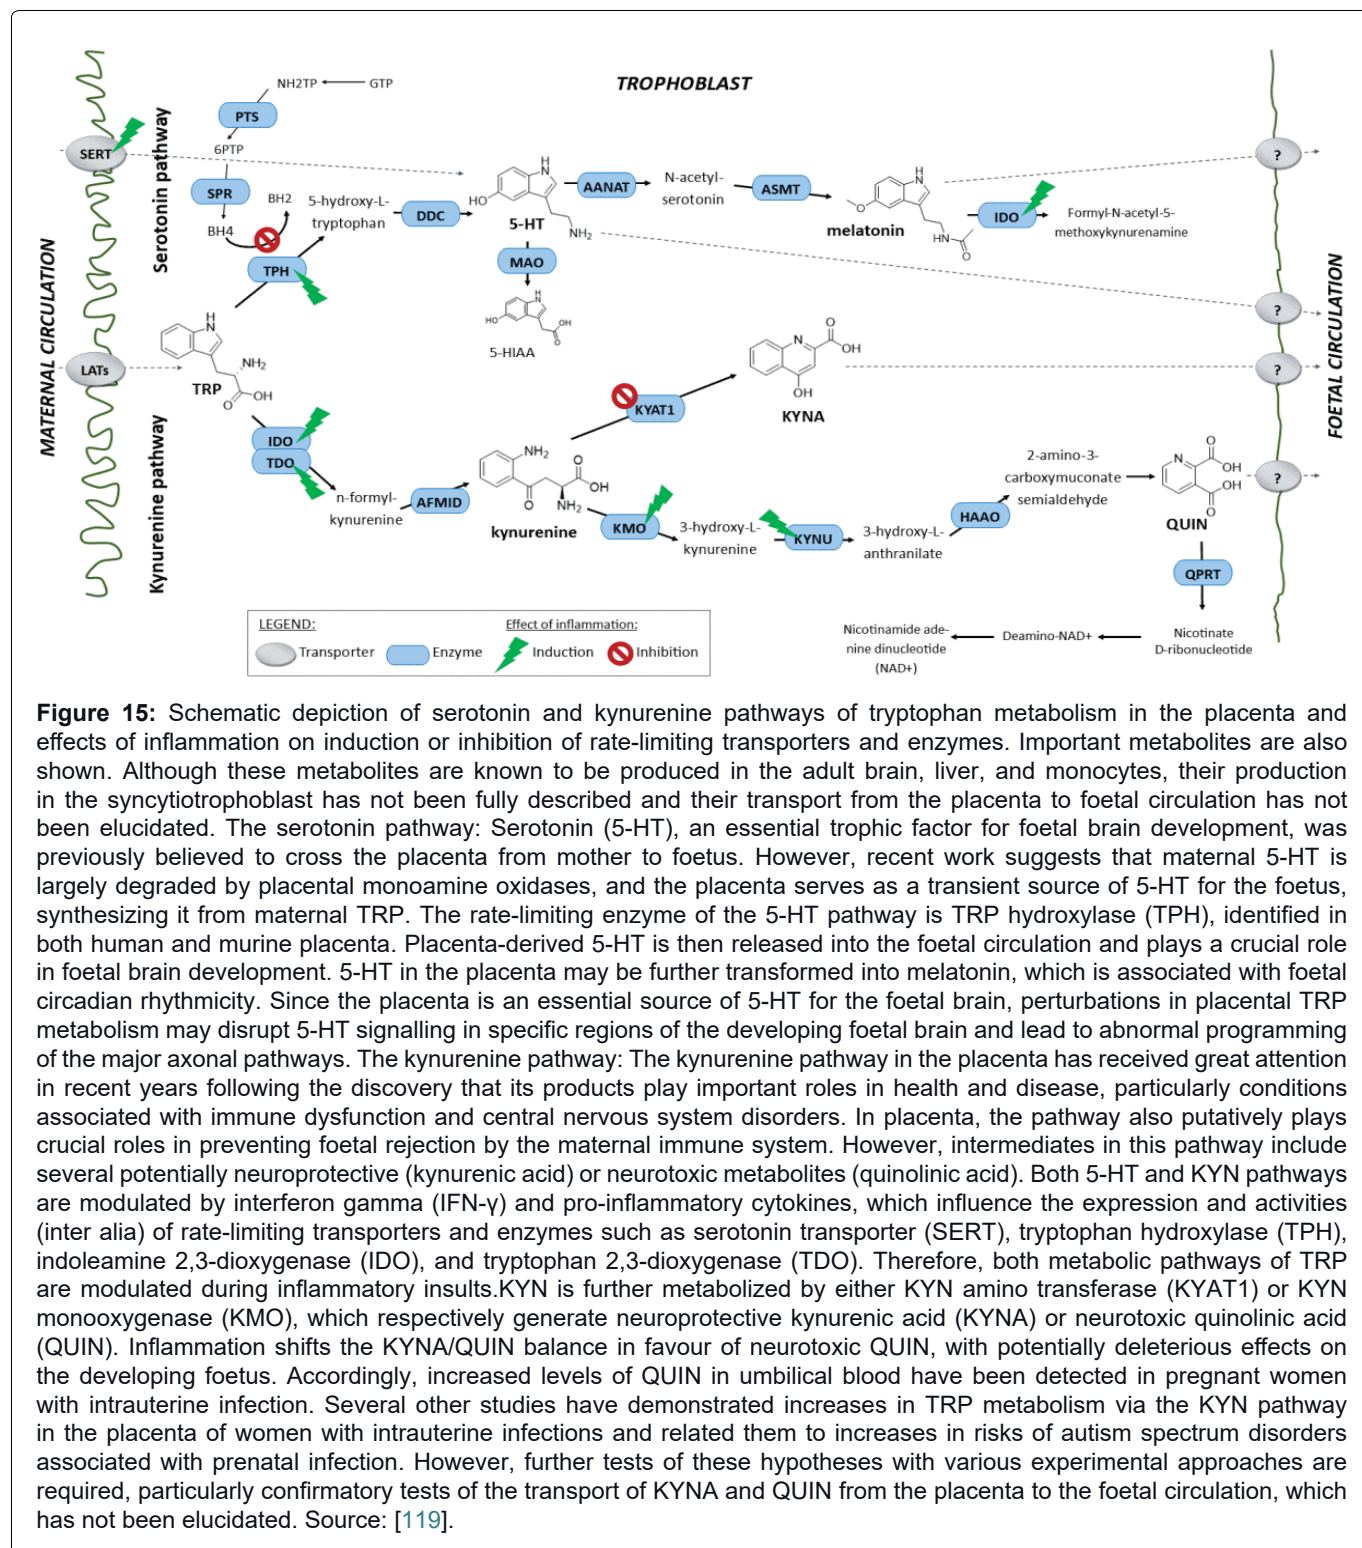 TROPHOBLAST
MATERNAL CIRCULATION
FOETAL CIRCULATION
Serotonin pathway
Kynurenine pathway
NH2TP
GTP
PTS
6PTP
SERT
SPR
BH2
BH4
TPH
5-hydroxy-L-
tryptophan
DDC
HO
H
N
NH₂
5-HT
AANAT
N-acetyl-
serotonin
ASMT
H
N
O
HN
O
melatonin
IDO
Formyl-N-acetyl-5-
methoxykynurenamine
?
MAO
H
N
HO
OH
O
5-HIAA
?
LATs
H
N
NH₂
OH
O
TRP
IDO
TDO
n-formyl-
kynurenine
AFMID
NH₂
O
OH
O
NH₂
kynurenine
KYAT1
O
N
OH
OH
KYNA
?
KMO
3-hydroxy-L-
kynurenine
KYNU
3-hydroxy-L-
anthranilate
HAAO
2-amino-3-
carboxymuconate
semialdehyde
O
N
OH
OH
O
QUIN
?
QPRT
Nicotinate
D-ribonucleotide
Deamino-NAD+
Nicotinamide ade-
nine dinucleotide
(NAD+)
LEGEND:
Effect of inflammation:
Transporter
Enzyme
Induction
Inhibition
Figure 15: Schematic depiction of serotonin and kynurenine pathways of tryptophan metabolism in the placenta and
effects of inflammation on induction or inhibition of rate-limiting transporters and enzymes. Important metabolites are also
shown. Although these metabolites are known to be produced in the adult brain, liver, and monocytes, their production
in the syncytiotrophoblast has not been fully described and their transport from the placenta to foetal circulation has not
been elucidated. The serotonin pathway: Serotonin (5-HT), an essential trophic factor for foetal brain development, was
previously believed to cross the placenta from mother to foetus. However, recent work suggests that maternal 5-HT is
largely degraded by placental monoamine oxidases, and the placenta serves as a transient source of 5-HT for the foetus,
synthesizing it from maternal TRP. The rate-limiting enzyme of the 5-HT pathway is TRP hydroxylase (TPH), identified in
both human and murine placenta. Placenta-derived 5-HT is then released into the foetal circulation and plays a crucial role
in foetal brain development. 5-HT in the placenta may be further transformed into melatonin, which is associated with foetal
circadian rhythmicity. Since the placenta is an essential source of 5-HT for the foetal brain, perturbations in placental TRP
metabolism may disrupt 5-HT signalling in specific regions of the developing foetal brain and lead to abnormal programming
of the major axonal pathways. The kynurenine pathway: The kynurenine pathway in the placenta has received great attention
in recent years following the discovery that its products play important roles in health and disease, particularly conditions
associated with immune dysfunction and central nervous system disorders. In placenta, the pathway also putatively plays
crucial roles in preventing foetal rejection by the maternal immune system. However, intermediates in this pathway include
several potentially neuroprotective (kynurenic acid) or neurotoxic metabolites (quinolinic acid). Both 5-HT and KYN pathways
are modulated by interferon gamma (IFN-γ) and pro-inflammatory cytokines, which influence the expression and activities
(inter alia) of rate-limiting transporters and enzymes such as serotonin transporter (SERT), tryptophan hydroxylase (TPH),
indoleamine 2,3-dioxygenase (IDO), and tryptophan 2,3-dioxygenase (TDO). Therefore, both metabolic pathways of TRP
are modulated during inflammatory insults.KYN is further metabolized by either KYN amino transferase (KYAT1) or KYN
monooxygenase (KMO), which respectively generate neuroprotective kynurenic acid (KYNA) or neurotoxic quinolinic acid
(QUIN). Inflammation shifts the KYNA/QUIN balance in favour of neurotoxic QUIN, with potentially deleterious effects on
the developing foetus. Accordingly, increased levels of QUIN in umbilical blood have been detected in pregnant women
with intrauterine infection. Several other studies have demonstrated increases in TRP metabolism via the KYN pathway
in the placenta of women with intrauterine infections and related them to increases in risks of autism spectrum disorders
associated with prenatal infection. However, further tests of these hypotheses with various experimental approaches are
required, particularly confirmatory tests of the transport of KYNA and QUIN from the placenta to the foetal circulation, which
has not been elucidated. Source: [119].